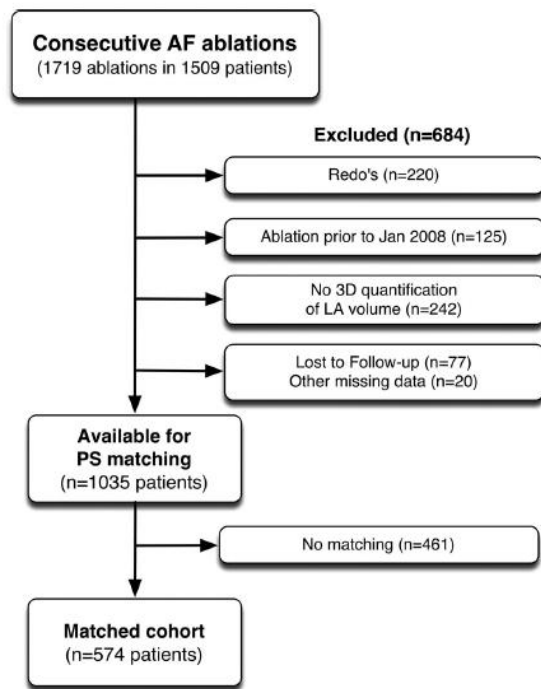 Consecutive AF ablations
(1719 ablations in 1509 patients)
Excluded (n=684)
Redo's (n=220)
Ablation prior to Jan 2008 (n=125)
No 3D quantification
of LA volume (n=242)
Lost to Follow-up (n=77)
Other missing data (n=20)
Available for
PS matching
(n=1035 patients)
No matching (n=461)
Matched cohort
(n=574 patients)